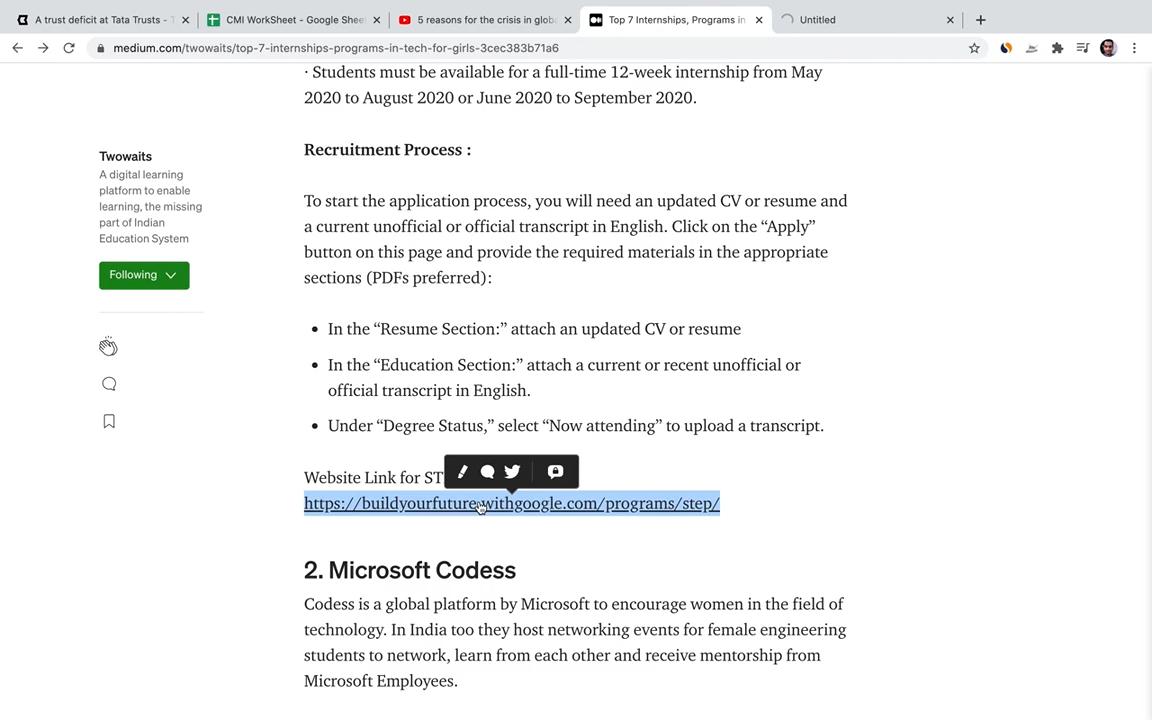 A trust deficit at Tata Trusts -
CMI WorkSheet - Google Shee
5 reasons for the crisis in globa
Top 7 Internships, Programs in
Untitled
medium.com/twowaits/top-7-internships-programs-in-tech-for-girls-3cec383b71a6
· Students must be available for a full-time 12-week internship from May
2020 to August 2020 or June 2020 to September 2020.
Twowaits
A digital learning
platform to enable
learning, the missing
part of Indian
Education System
Following
Recruitment Process :
To start the application process, you will need an updated CV or resume and
a current unofficial or official transcript in English. Click on the “Apply”
button on this page and provide the required materials in the appropriate
sections (PDFs preferred):
• In the “Resume Section:” attach an updated CV or resume
• In the “Education Section:” attach a current or recent unofficial or
official transcript in English.
• Under “Degree Status,” select “Now attending” to upload a transcript.
Website Link for ST
https://buildyourfuture.withgoogle.com/programs/step/
2. Microsoft Codess
Codess is a global platform by Microsoft to encourage women in the field of
technology. In India too they host networking events for female engineering
students to network, learn from each other and receive mentorship from
Microsoft Employees.